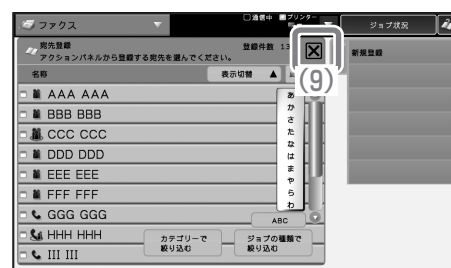 ファクス
通信中
プリンター
ジョブ状況
宛先登録
アクションパネルから登録する宛先を選んでください。
登録件数 13
(9)
新規登録
名称
表示切替 ▲
AAA AAA
BBB BBB
CCC CCC
DDD DDD
EEE EEE
FFF FFF
GGG GGG
HHH HHH
III III
あ
か
さ
た
な
は
ま
や
ら
わ
ABC
カテゴリーで
絞り込む
ジョブの種類で
絞り込む